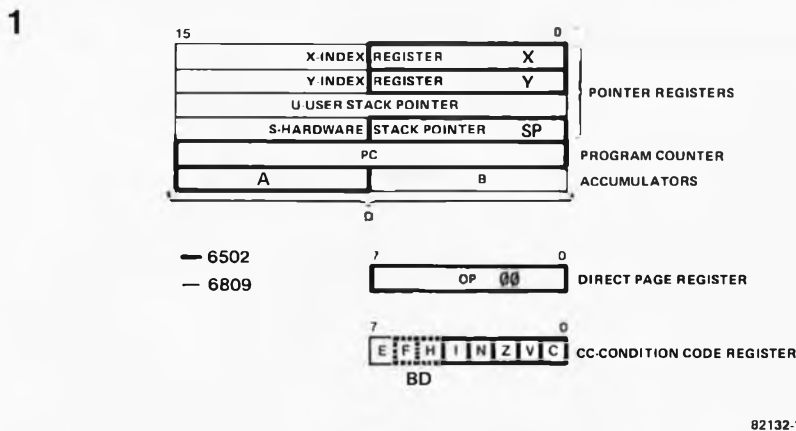 1
15 0
X-INDEX REGISTER X
Y-INDEX REGISTER Y
POINTER REGISTERS
U-USER STACK POINTER
S-HARDWARE STACK POINTER SP
PC PROGRAM COUNTER
A B ACCUMULATORS
D
6502
6809
7 0
DP 00 DIRECT PAGE REGISTER
7 0
E F H I N Z V C CC-CONDITION CODE REGISTER
BD